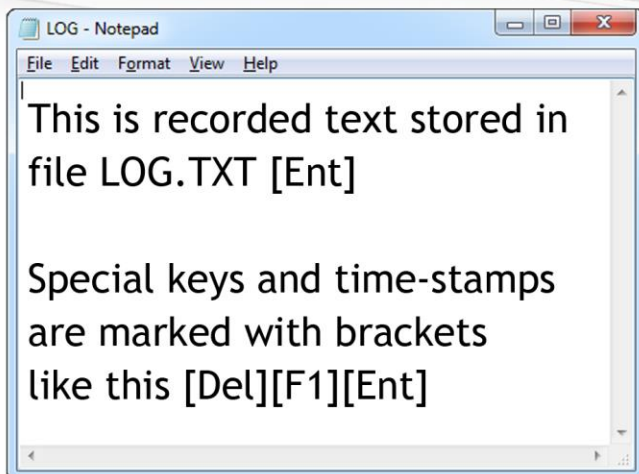 LOG - Notepad
File Edit Format View Help
This is recorded text stored in
file LOG.TXT [Ent]
Special keys and time-stamps
are marked with brackets
like this [Del][F1][Ent]